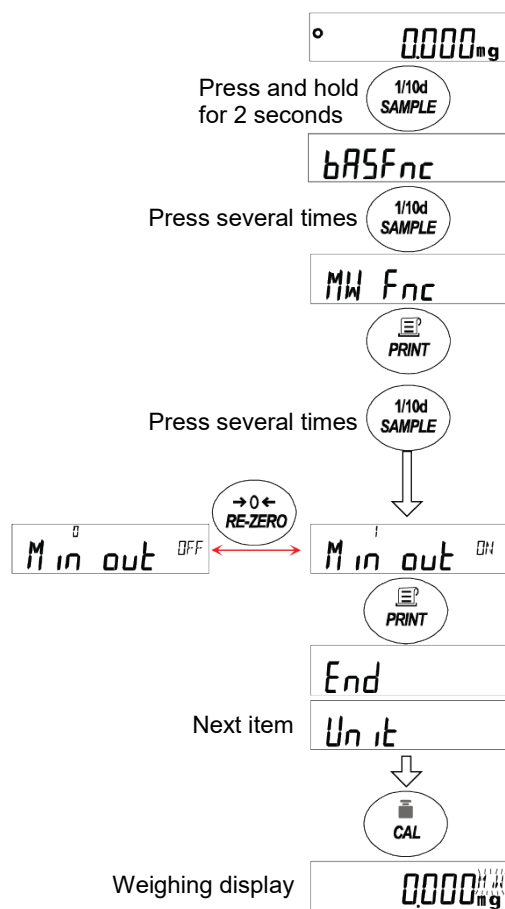 0.000mg
Press and hold
for 2 seconds
1/10d
SAMPLE
bASFnc
Press several times
1/10d
SAMPLE
MW Fnc
PRINT
Press several times
1/10d
SAMPLE
→0←
RE-ZERO
0
Min out OFF
1
Min out ON
PRINT
End
Next item
Unit
CAL
Weighing display
0.000mg